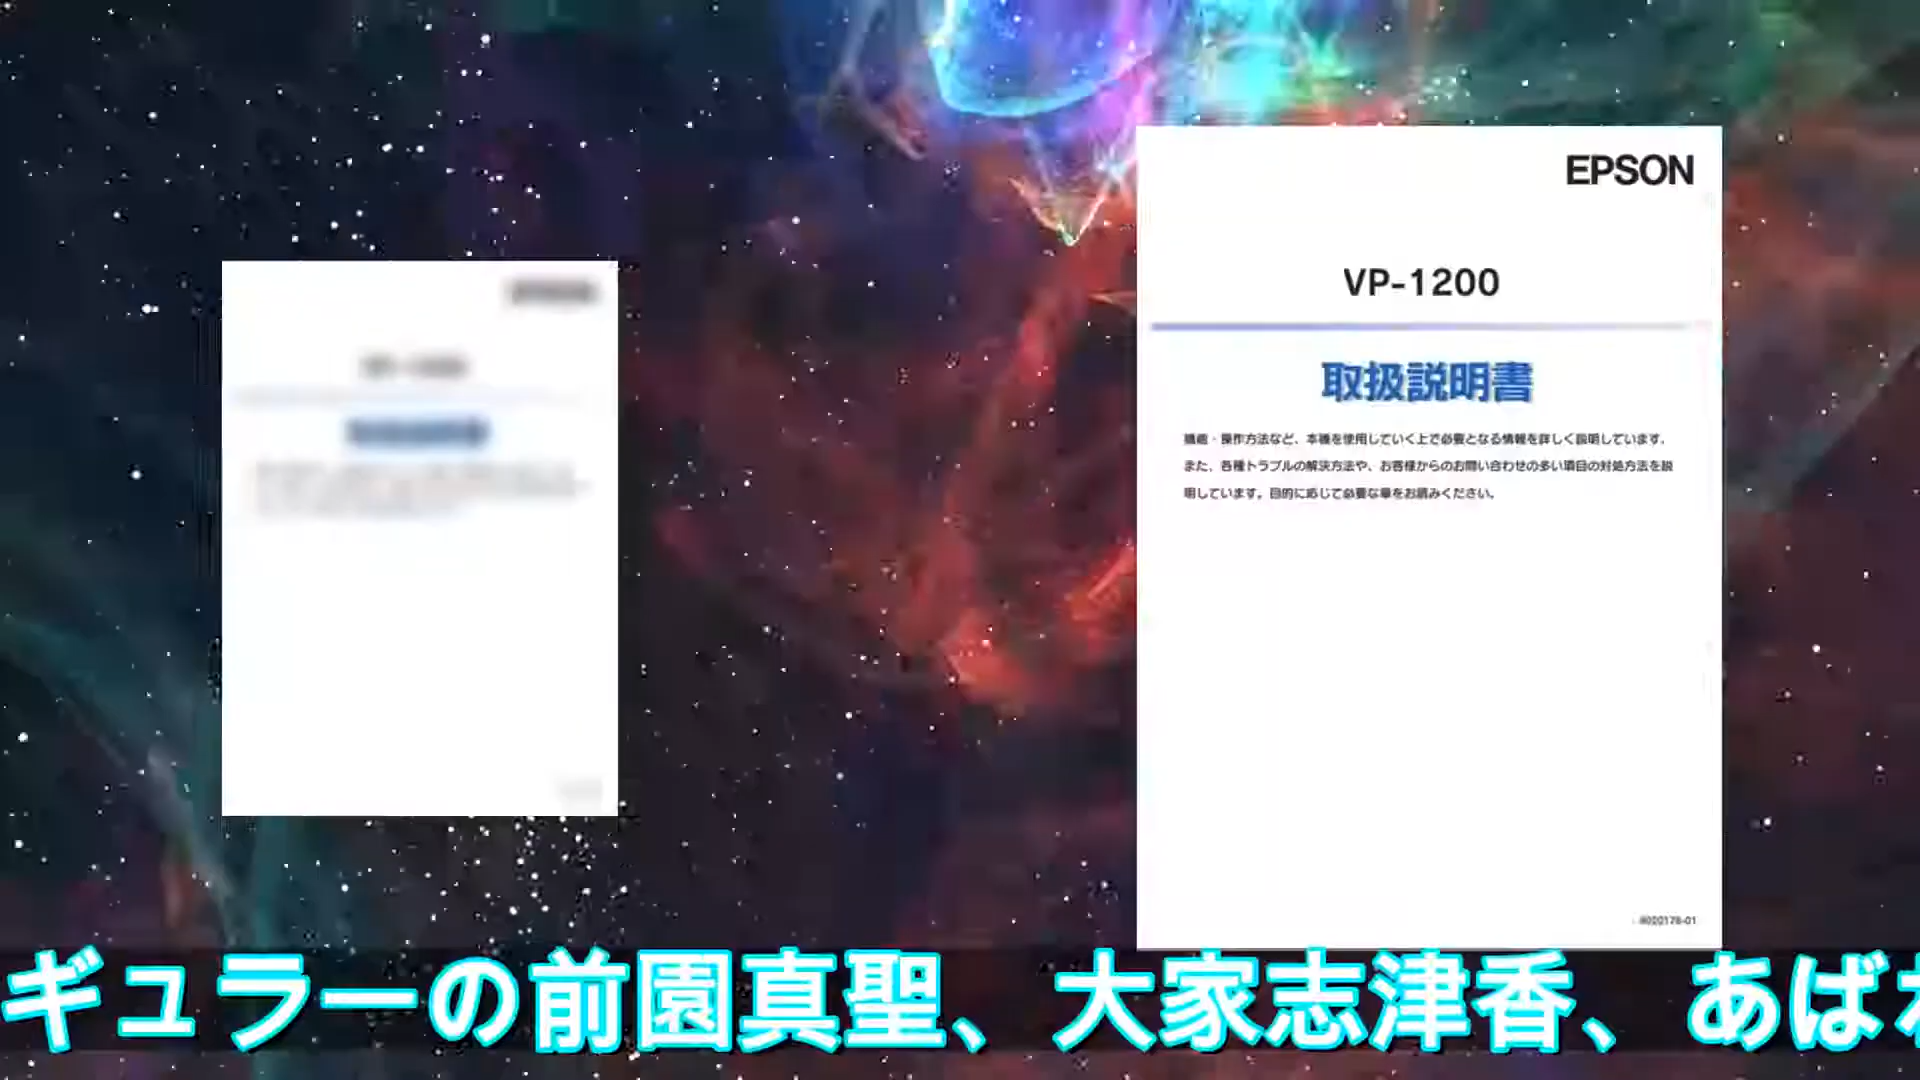 EPSON
VP-1200
取扱説明書
機能・操作方法など、本機を使用していく上で必要となる情報を詳しく説明しています。
また、各種トラブルの解決方法や、お客様からのお問い合わせの多い項目の対処方法を説
明しています。目的に応じて必要な章をお読みください。
ギュラーの前園真聖、大家志津香、あば